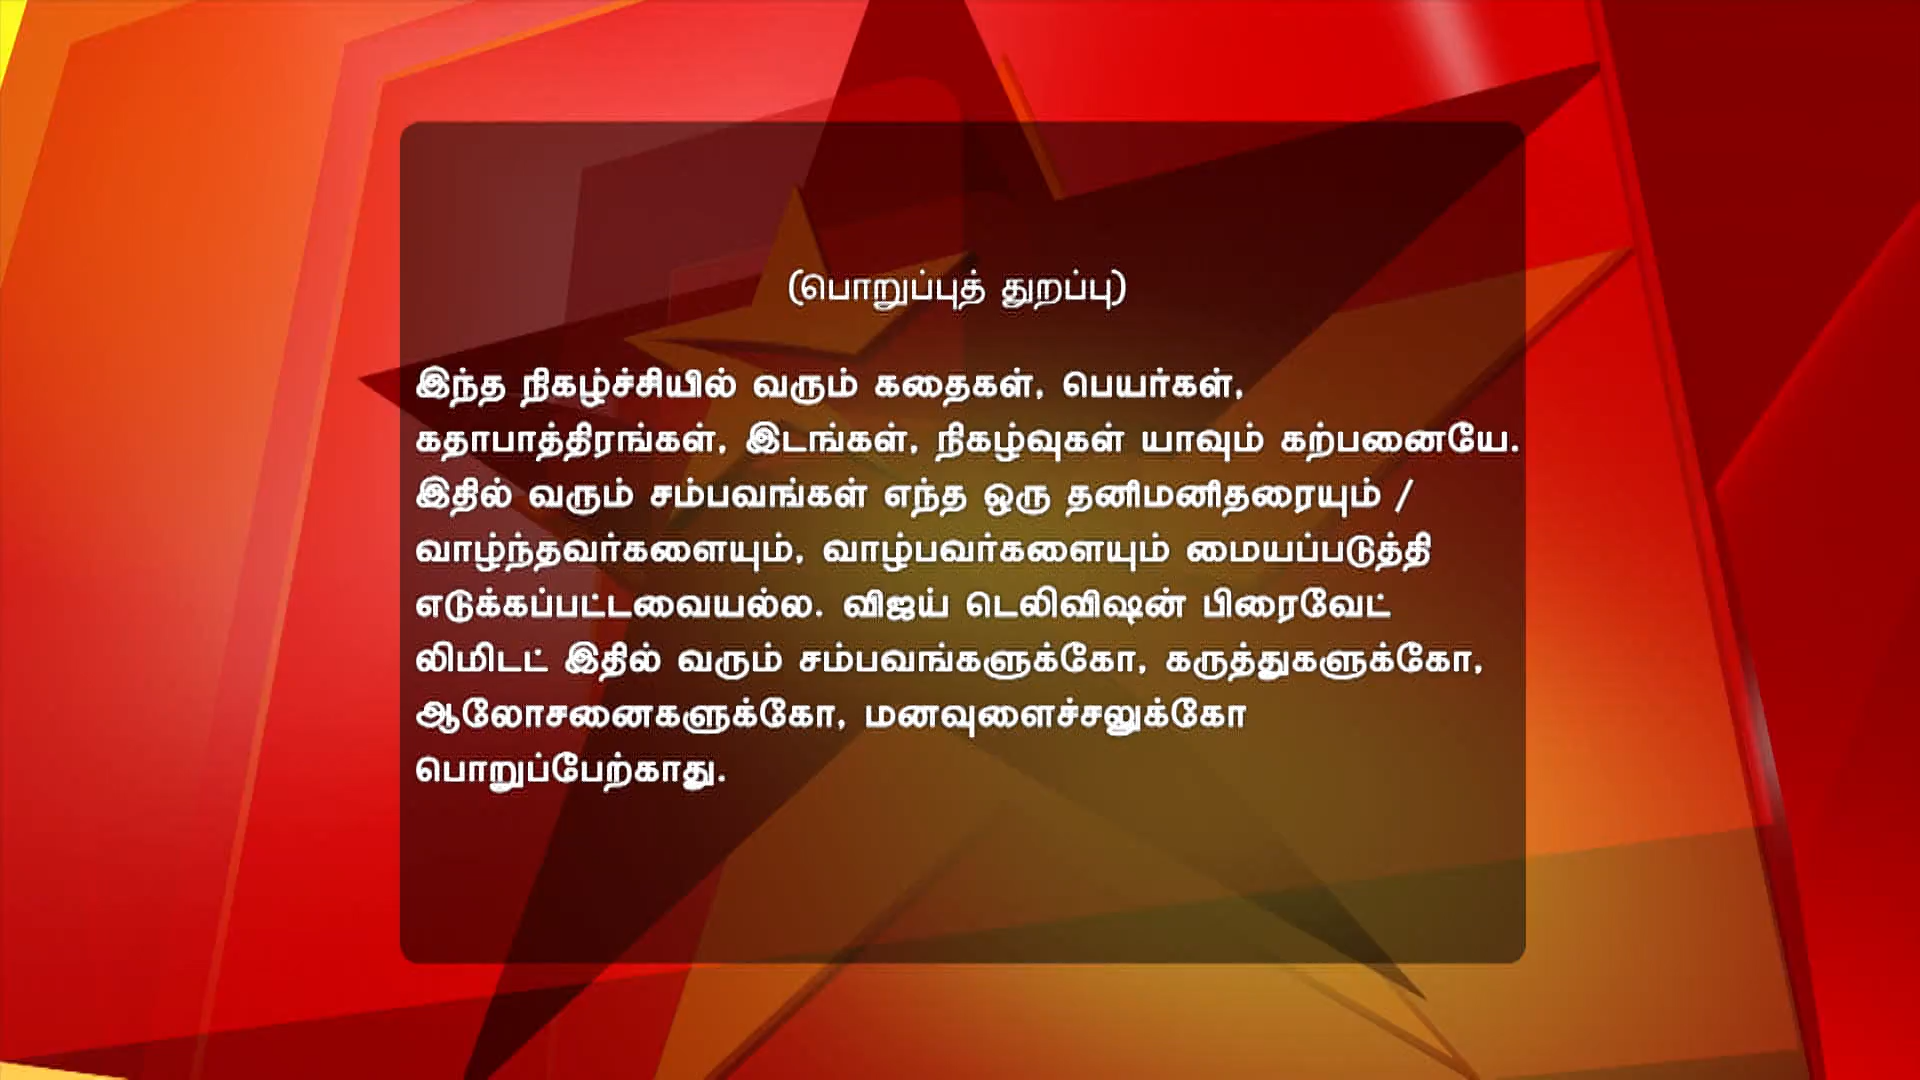 (பொறுப்புத் துறப்பு)
இந்த நிகழ்ச்சியில் வரும் கதைகள், பெயர்கள்,
கதாபாத்திரங்கள், இடங்கள், நிகழ்வுகள் யாவும் கற்பனையே.
இதில் வரும் சம்பவங்கள் எந்த ஒரு தனிமனிதரையும் /
வாழ்ந்தவர்களையும், வாழ்பவர்களையும் மையப்படுத்தி
எடுக்கப்பட்டவையல்ல. விஜய் டெலிவிஷன் பிரைவேட்
லிமிடட் இதில் வரும் சம்பவங்களுக்கோ, கருத்துகளுக்கோ,
ஆலோசனைகளுக்கோ, மனவுளைச்சலுக்கோ
பொறுப்பேற்காது.